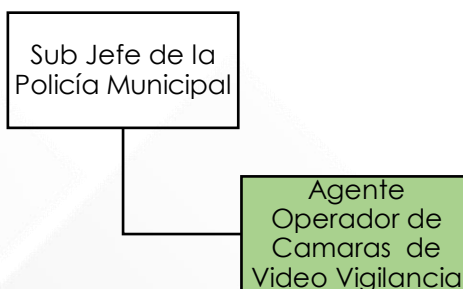 Sub Jefe de la
Policía Municipal
Agente
Operador de
Camaras de
Video Vigilancia